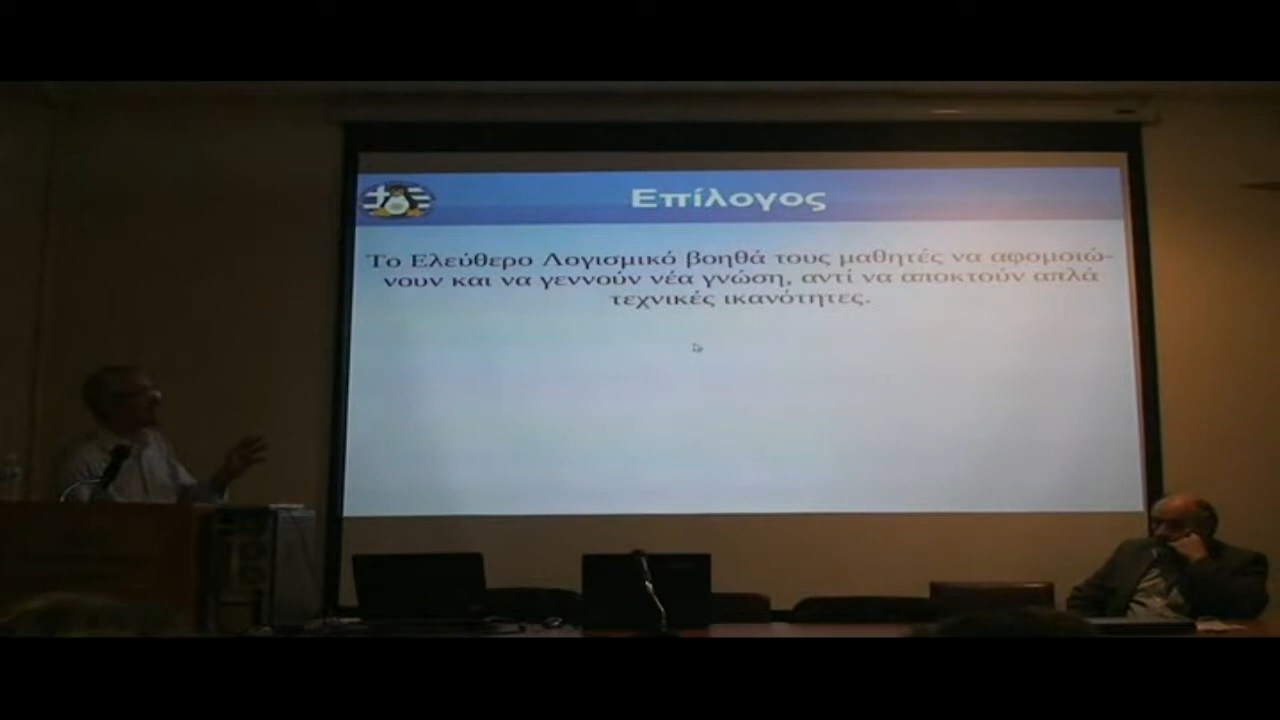 Επίλογος
Το Ελεύθερο Λογισμικό βοηθά τους μαθητές να αφομοιώ-
νουν και να γεννούν νέα γνώση, αντί να αποκτούν απλά
τεχνικές ικανότητες.